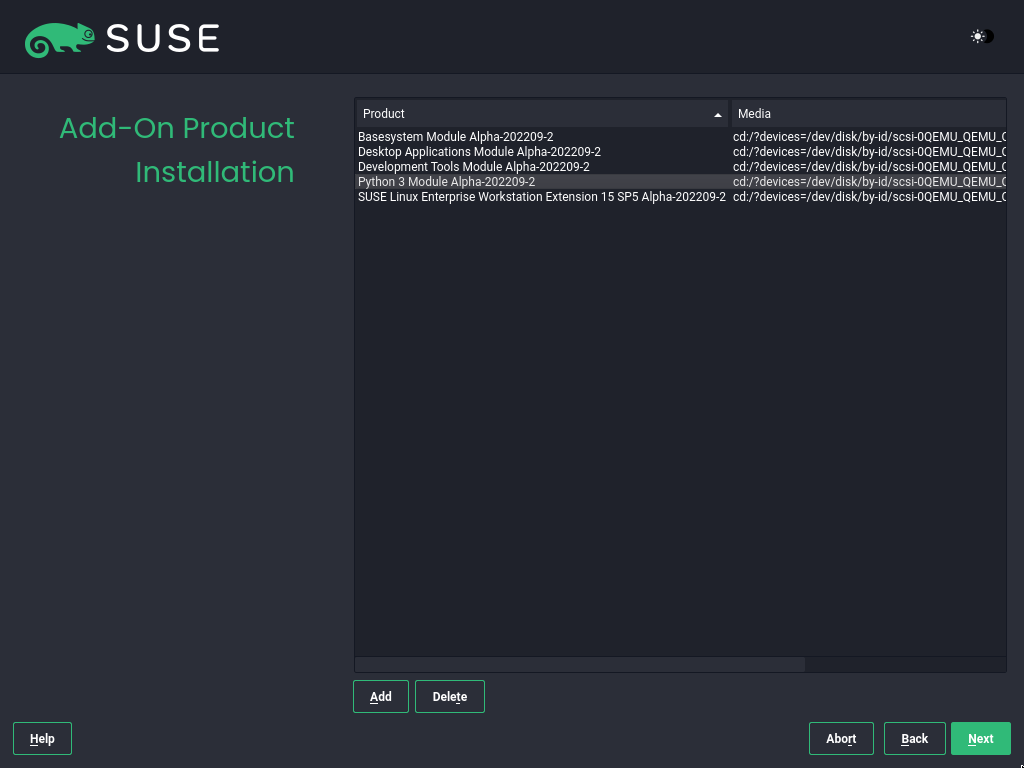 SUSE
Add-On Product
Installation
Product Media
Basesystem Module Alpha-202209-2 cd:/?devices=/dev/disk/by-id/scsi-0QEMU_QEMU_
Desktop Applications Module Alpha-202209-2 cd:/?devices=/dev/disk/by-id/scsi-0QEMU_QEMU_
Development Tools Module Alpha-202209-2 cd:/?devices=/dev/disk/by-id/scsi-0QEMU_QEMU_
Python 3 Module Alpha-202209-2 cd:/?devices=/dev/disk/by-id/scsi-0QEMU_QEMU_
SUSE Linux Enterprise Workstation Extension 15 SP5 Alpha-202209-2 cd:/?devices=/dev/disk/by-id/scsi-0QEMU_QEMU_
Add Delete
Help Abort Back Next